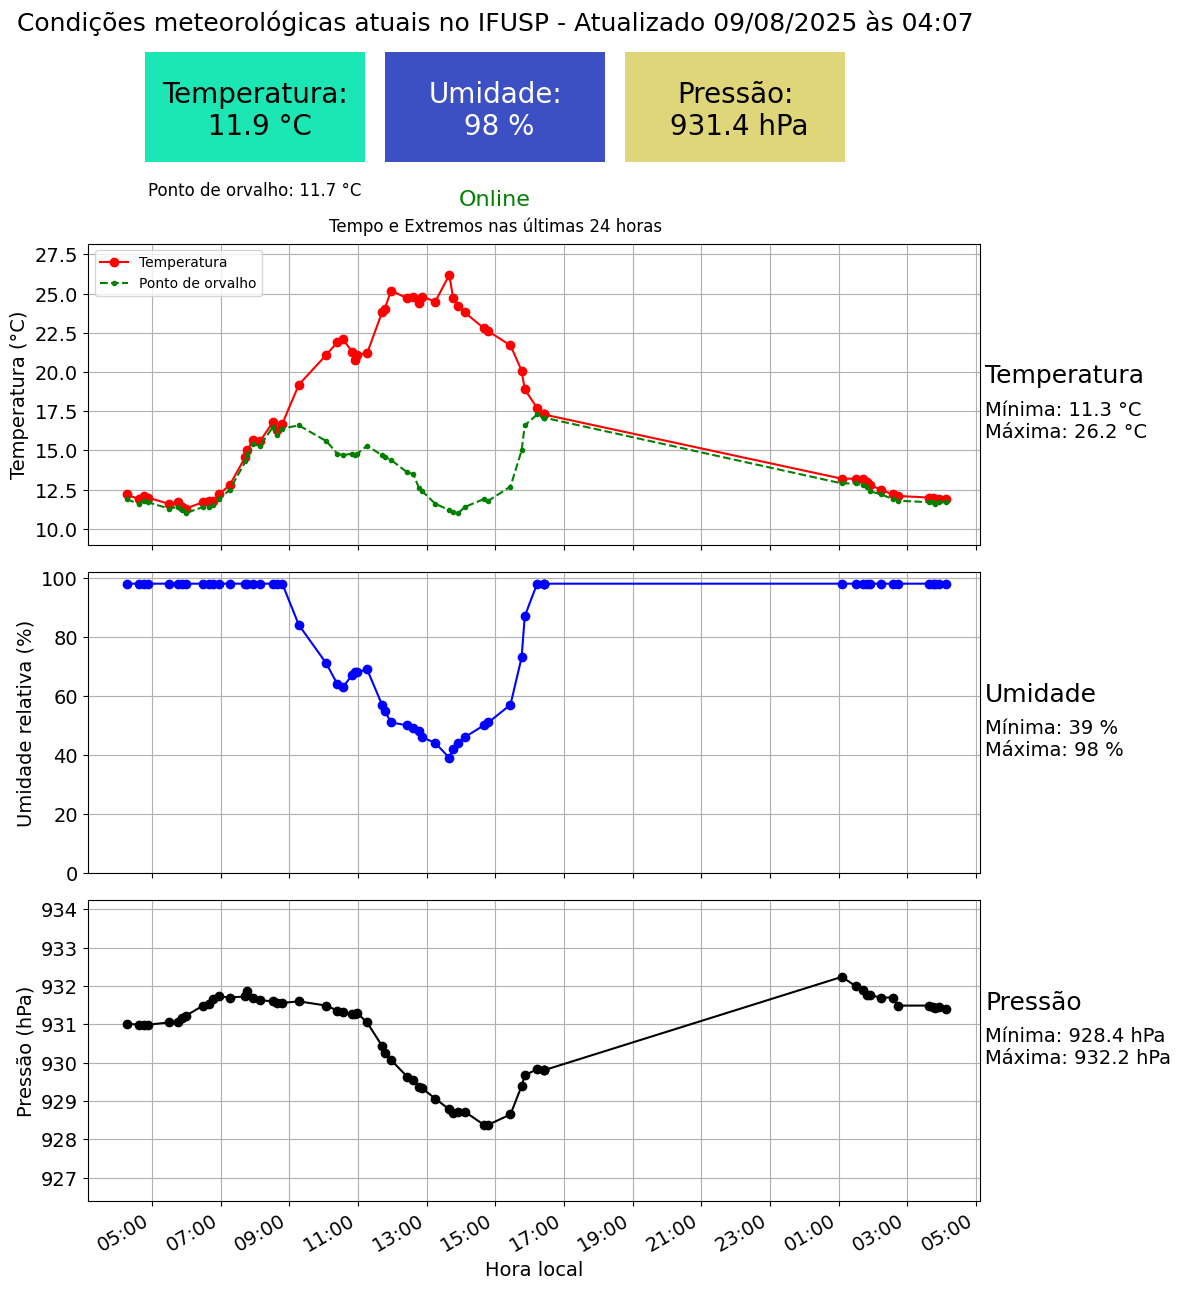 Condições meteorológicas atuais no IFUSP - Atualizado 09/08/2025 às 04:07
Temperatura:
11.9 °C
Umidade:
98 %
Pressão:
931.4 hPa
Ponto de orvalho: 11.7 °C
Online
Tempo e Extremos nas últimas 24 horas
Temperatura
Ponto de orvalho
Temperatura (°C)
27.5
25.0
22.5
20.0
17.5
15.0
12.5
10.0
Temperatura
Mínima: 11.3 °C
Máxima: 26.2 °C
Umidade relativa (%)
100
80
60
40
20
0
Umidade
Mínima: 39 %
Máxima: 98 %
Pressão (hPa)
934
933
932
931
930
929
928
927
Pressão
Mínima: 928.4 hPa
Máxima: 932.2 hPa
05:00 07:00 09:00 11:00 13:00 15:00 17:00 19:00 21:00 23:00 01:00 03:00 05:00
Hora local